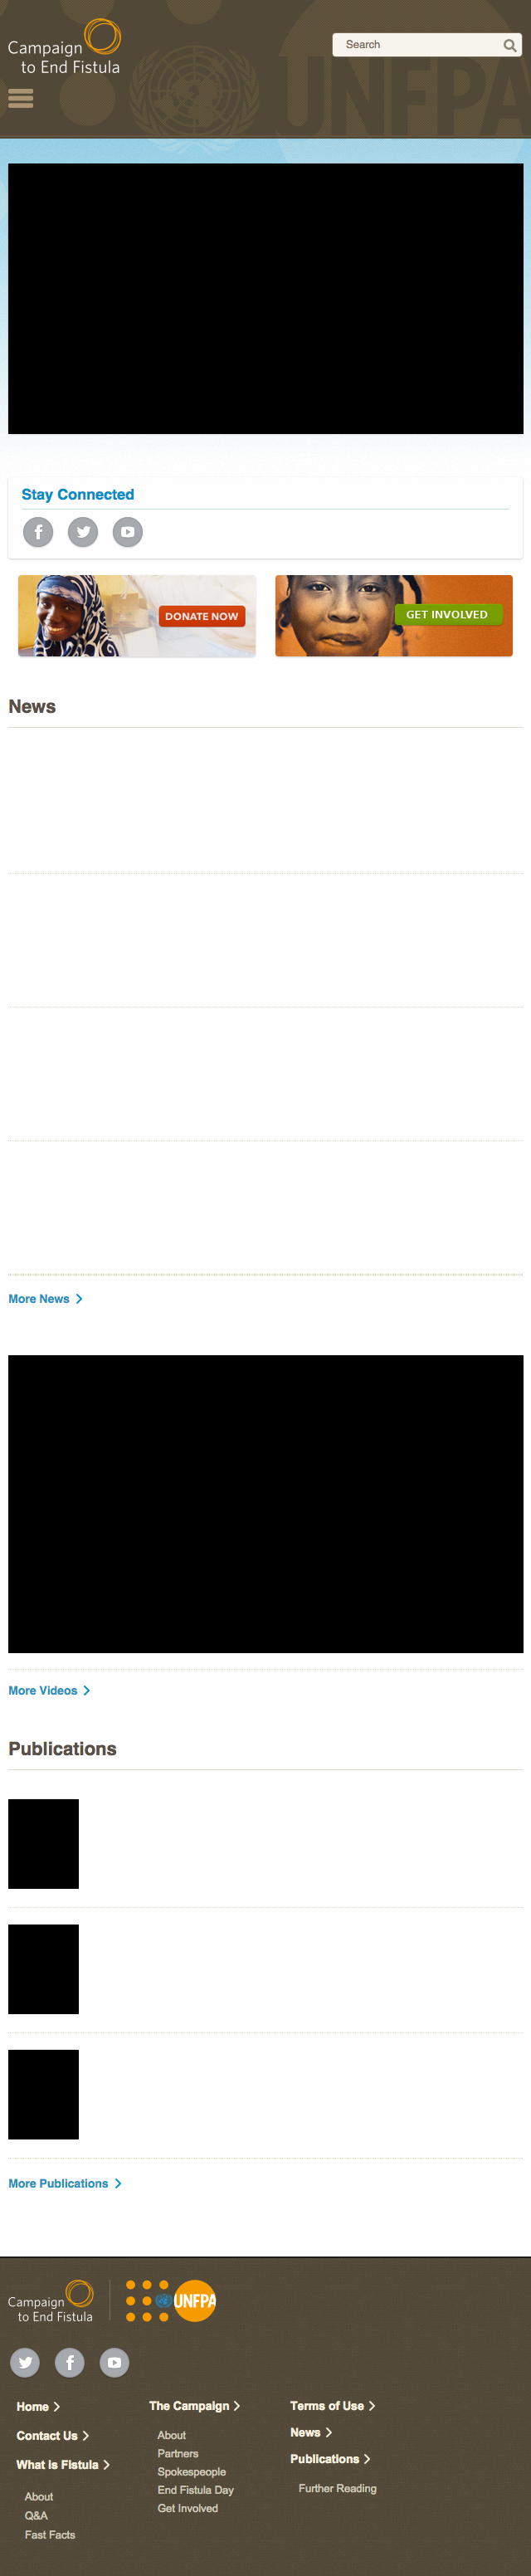 Campaign
to End Fistula
Search
UNFPA
Stay Connected
DONATE NOW
GET INVOLVED
News
More News
More Videos
Publications
More Publications
Campaign
to End Fistula
UNFPA
Home
Contact Us
What is Fistula
About
Q&A
Fast Facts
The Campaign
About
Partners
Spokespeople
End Fistula Day
Get Involved
Terms of Use
News
Publications
Further Reading